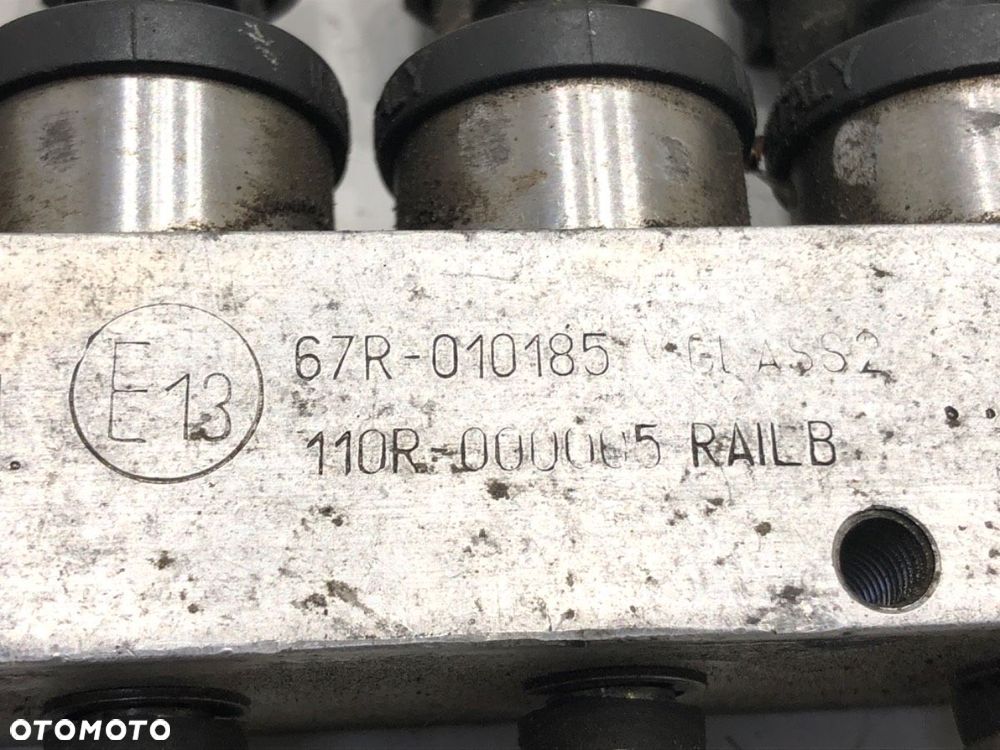 E13
67R-010185 CLASS2
110R-000005 RAILB
OTOMOTO